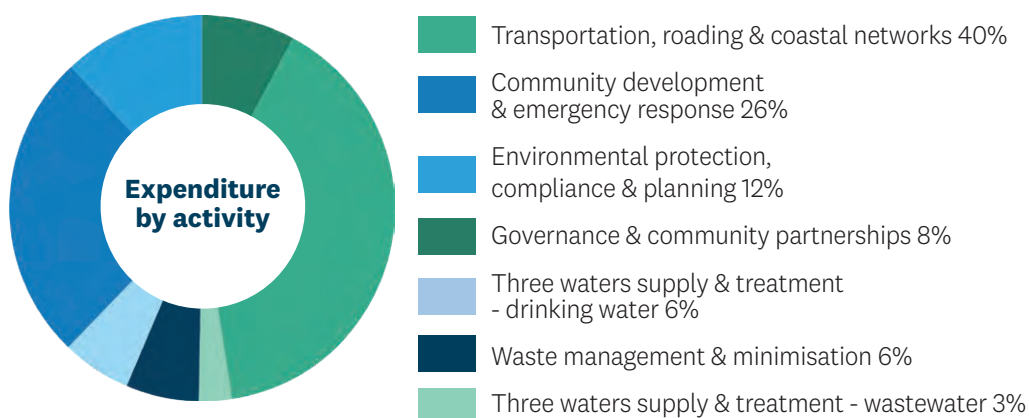 Expenditure
by activity
Transportation, roading & coastal networks 40%
Community development
& emergency response 26%
Environmental protection,
compliance & planning 12%
Governance & community partnerships 8%
Three waters supply & treatment
- drinking water 6%
Waste management & minimisation 6%
Three waters supply & treatment - wastewater 3%